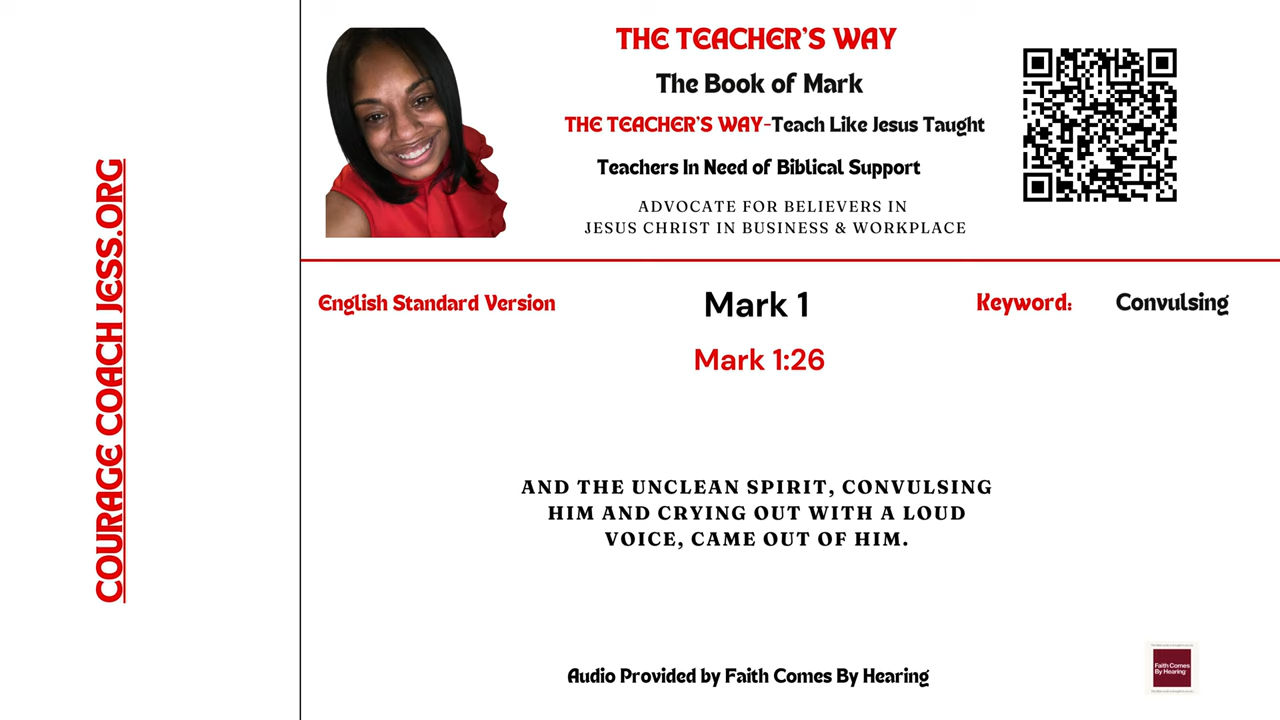 COURAGE COACH JESS.ORG
THE TEACHER'S WAY
The Book of Mark
THE TEACHER'S WAY-Teach Like Jesus Taught
Teachers In Need of Biblical Support
ADVOCATE FOR BELIEVERS IN
JESUS CHRIST IN BUSINESS & WORKPLACE
English Standard Version
Mark 1
Keyword: Convulsing
Mark 1:26
AND THE UNCLEAN SPIRIT, CONVULSING
HIM AND CRYING OUT WITH A LOUD
VOICE, CAME OUT OF HIM.
Audio Provided by Faith Comes By Hearing
Faith Comes
By Hearing